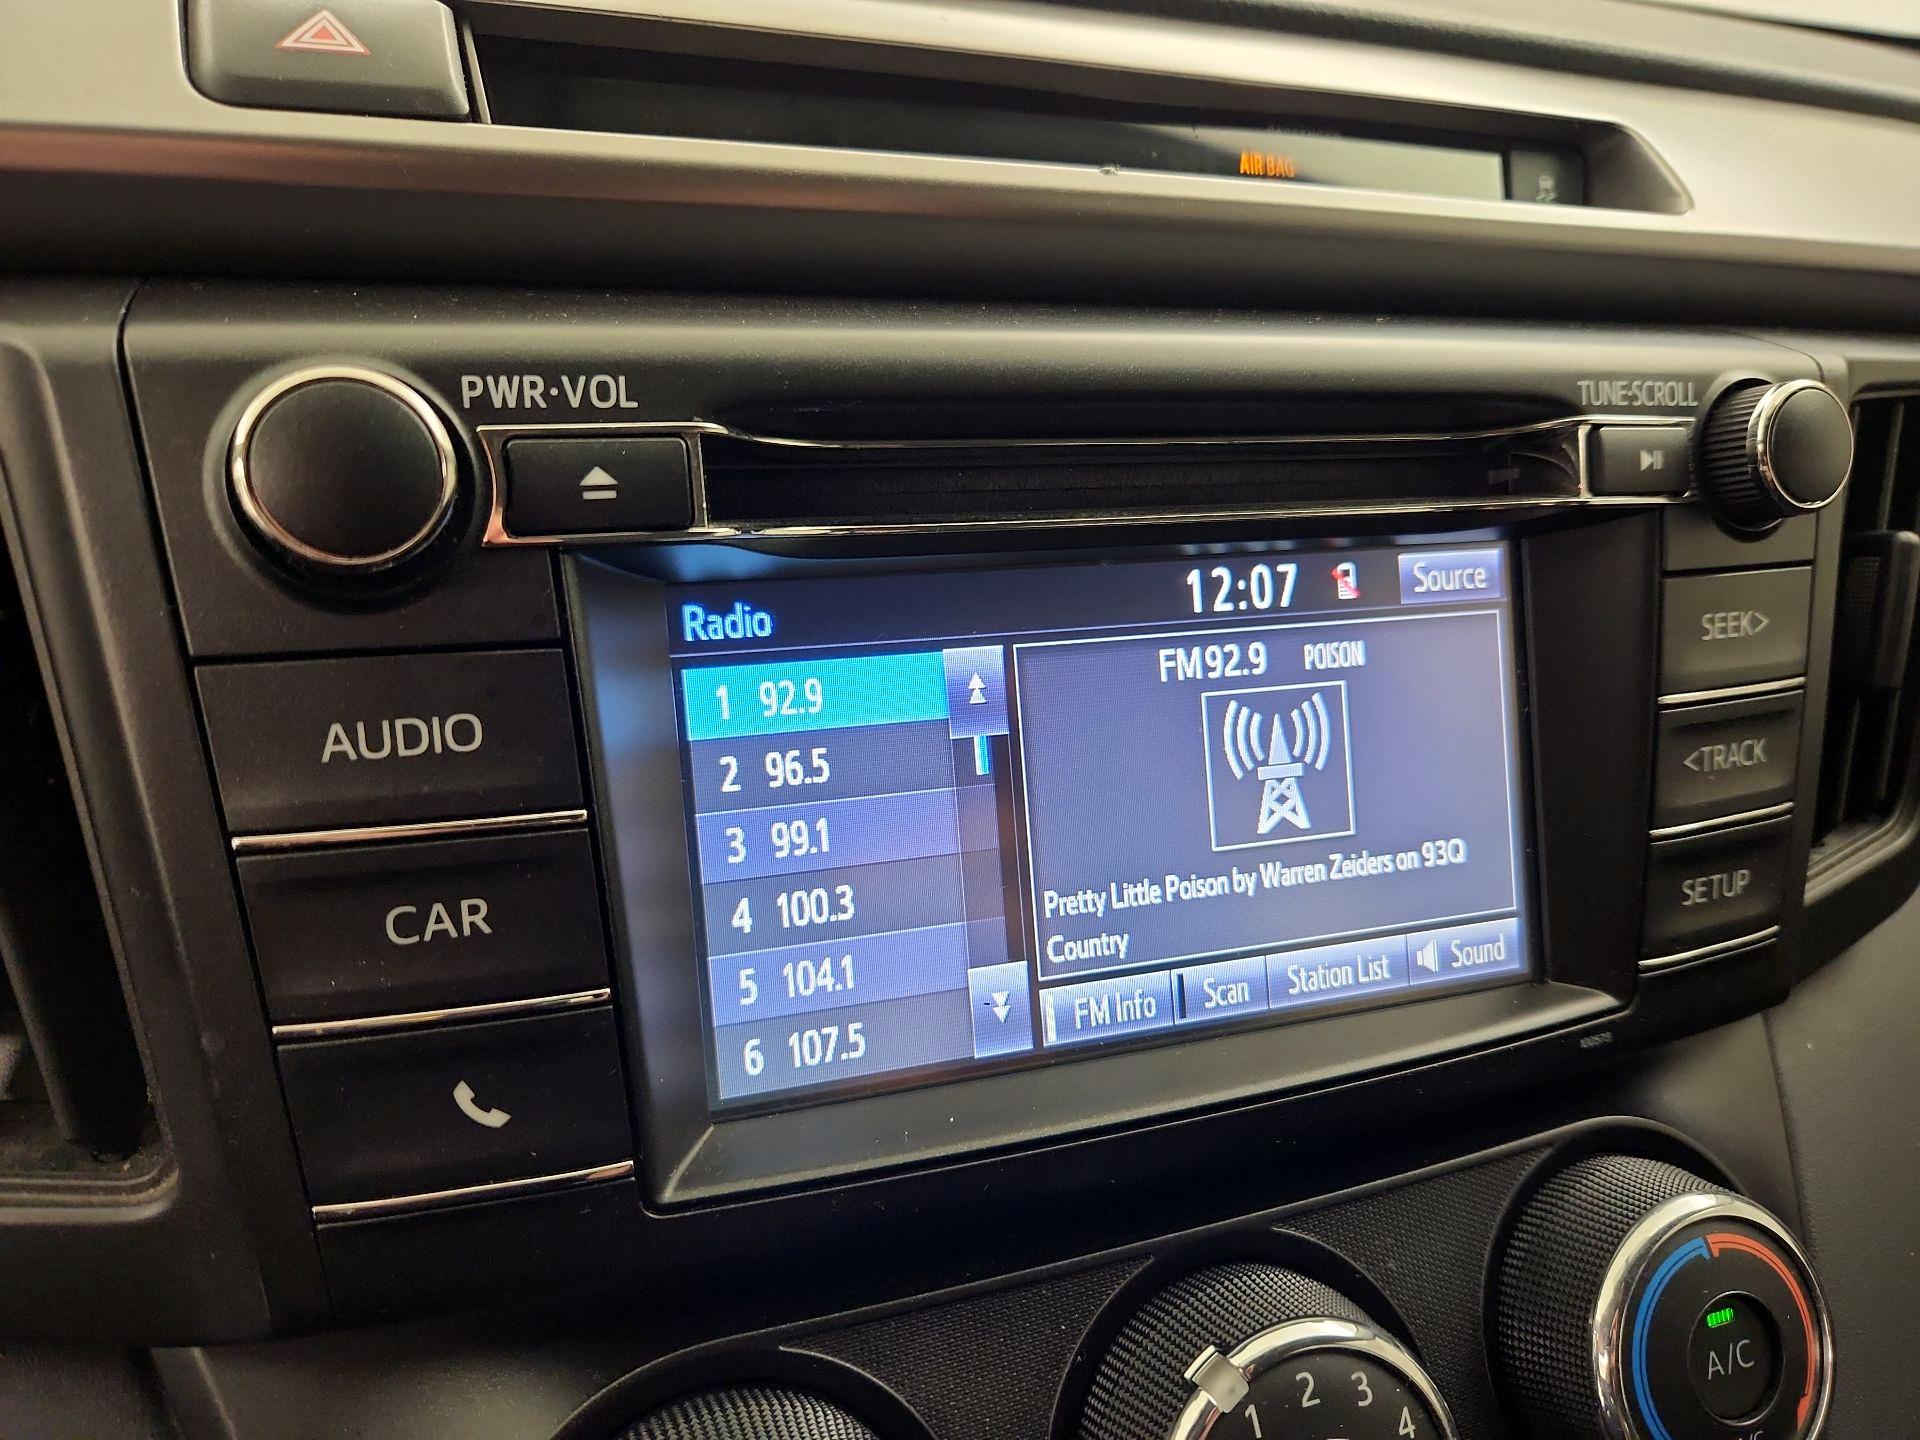 AIR BAG
PWR·VOL
TUNE·SCROLL
Radio
12:07
Source
SEEK>
1 92.9
2 96.5
3 99.1
4 100.3
5 104.1
6 107.5
FM92.9 POISON
Pretty Little Poison by Warren Zeiders on 93Q
Country
FM Info
Scan
Station List
Sound
AUDIO
CAR
<TRACK
SETUP
100579
1 2 3 4
A/C